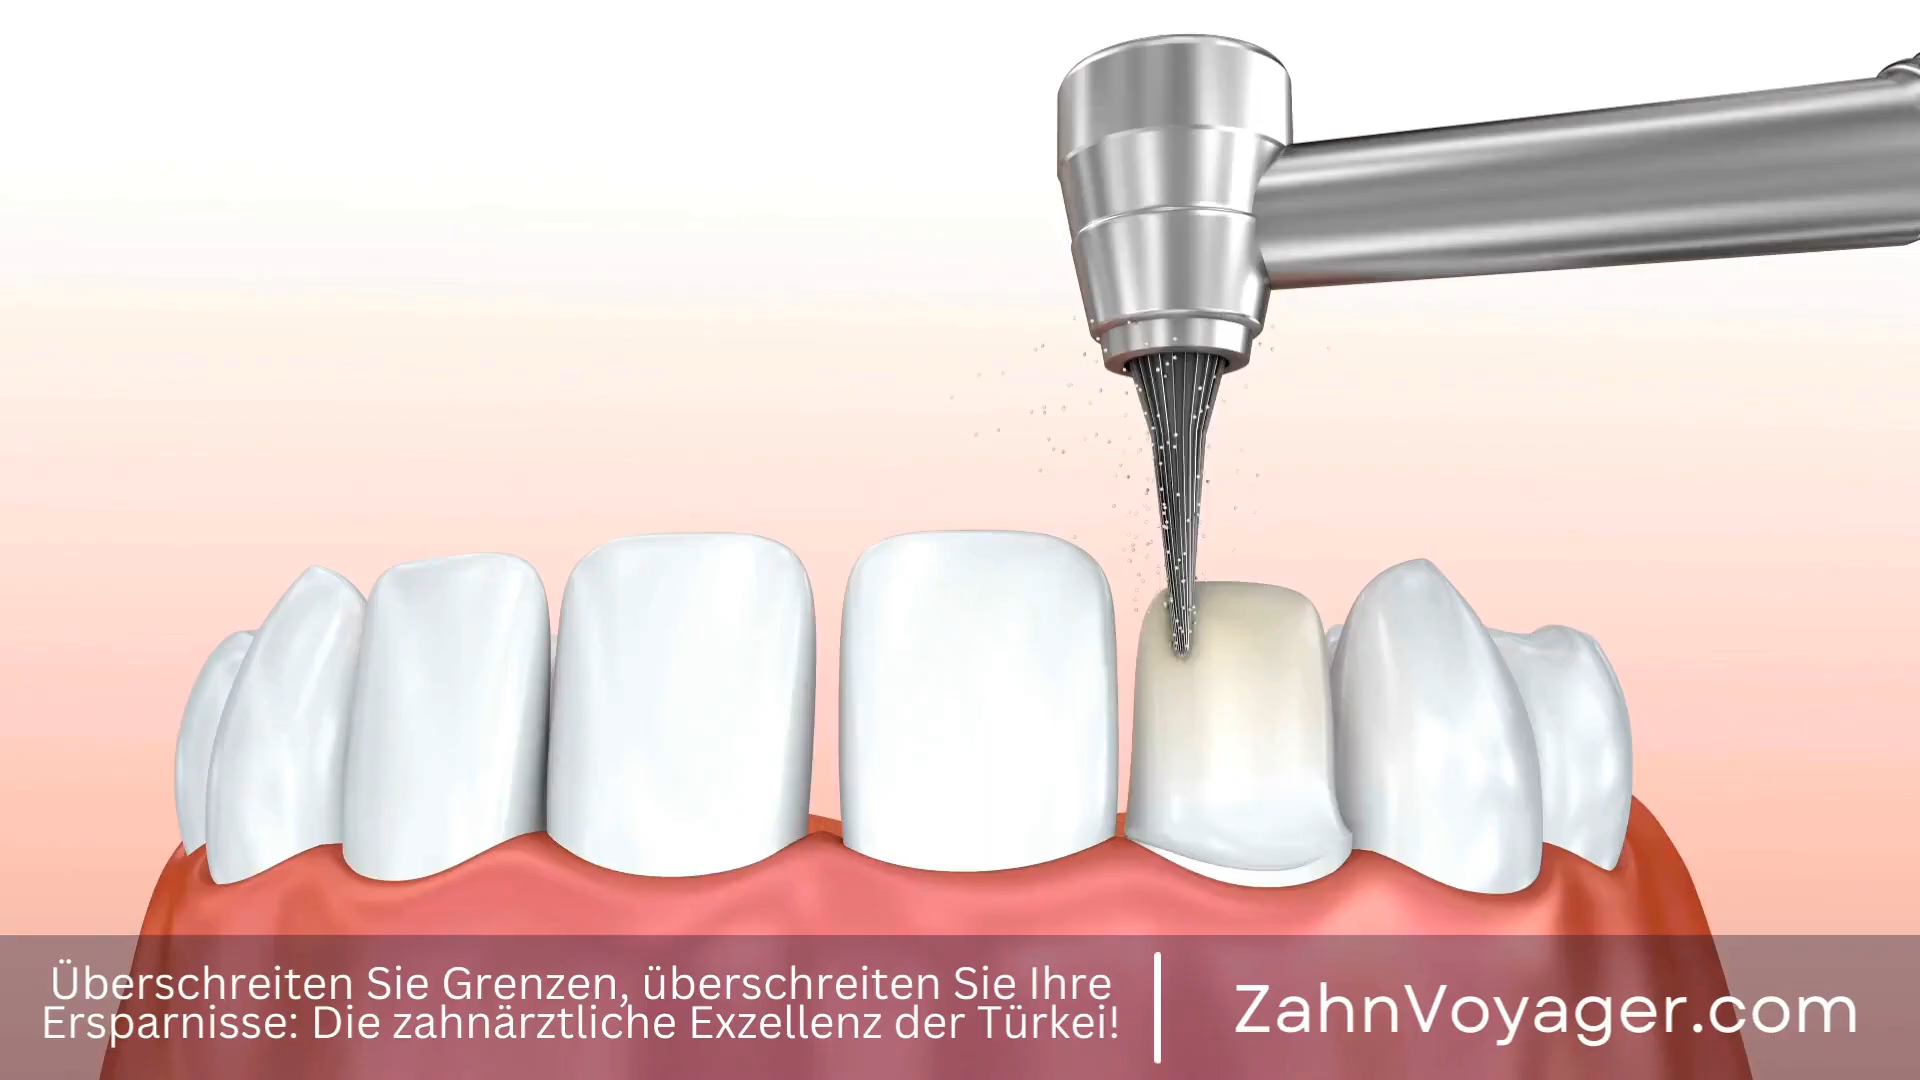 Überschreiten Sie Grenzen, überschreiten Sie Ihre
Ersparnisse: Die zahnärztliche Exzellenz der Türkei!
ZahnVoyager.com